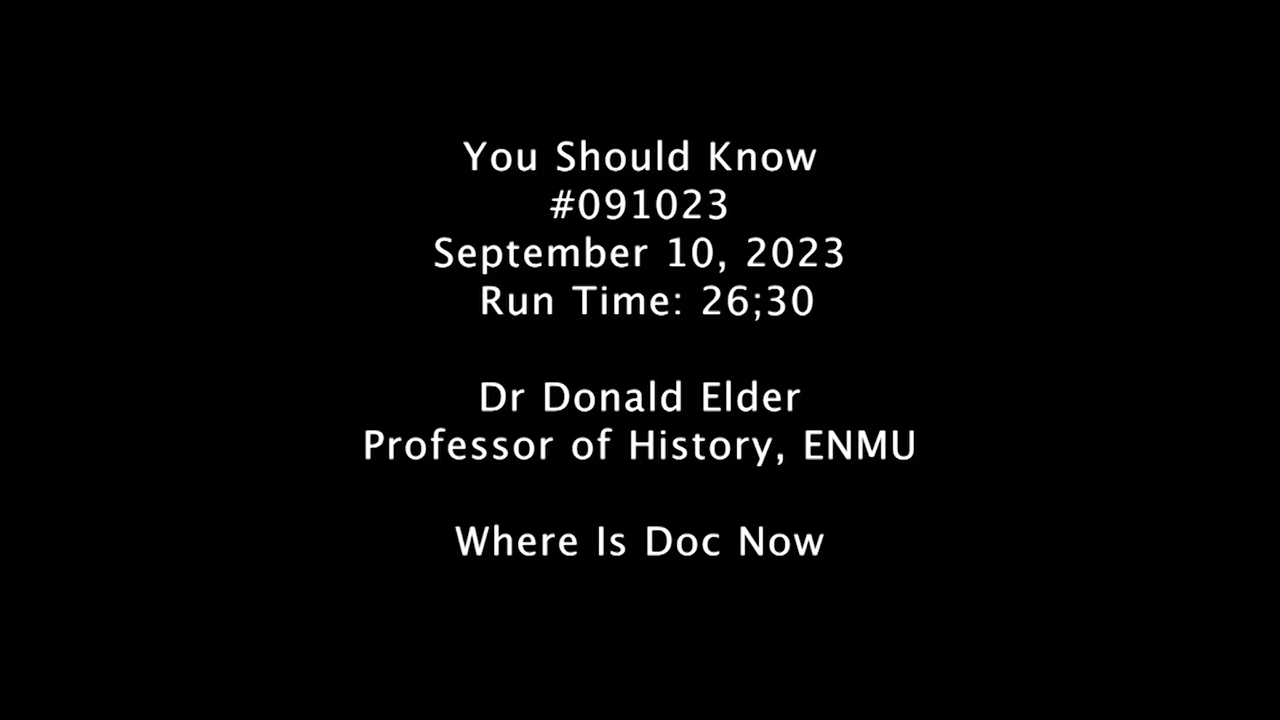 You Should Know
#091023
September 10, 2023
Run Time: 26;30
Dr Donald Elder
Professor of History, ENMU
Where Is Doc Now